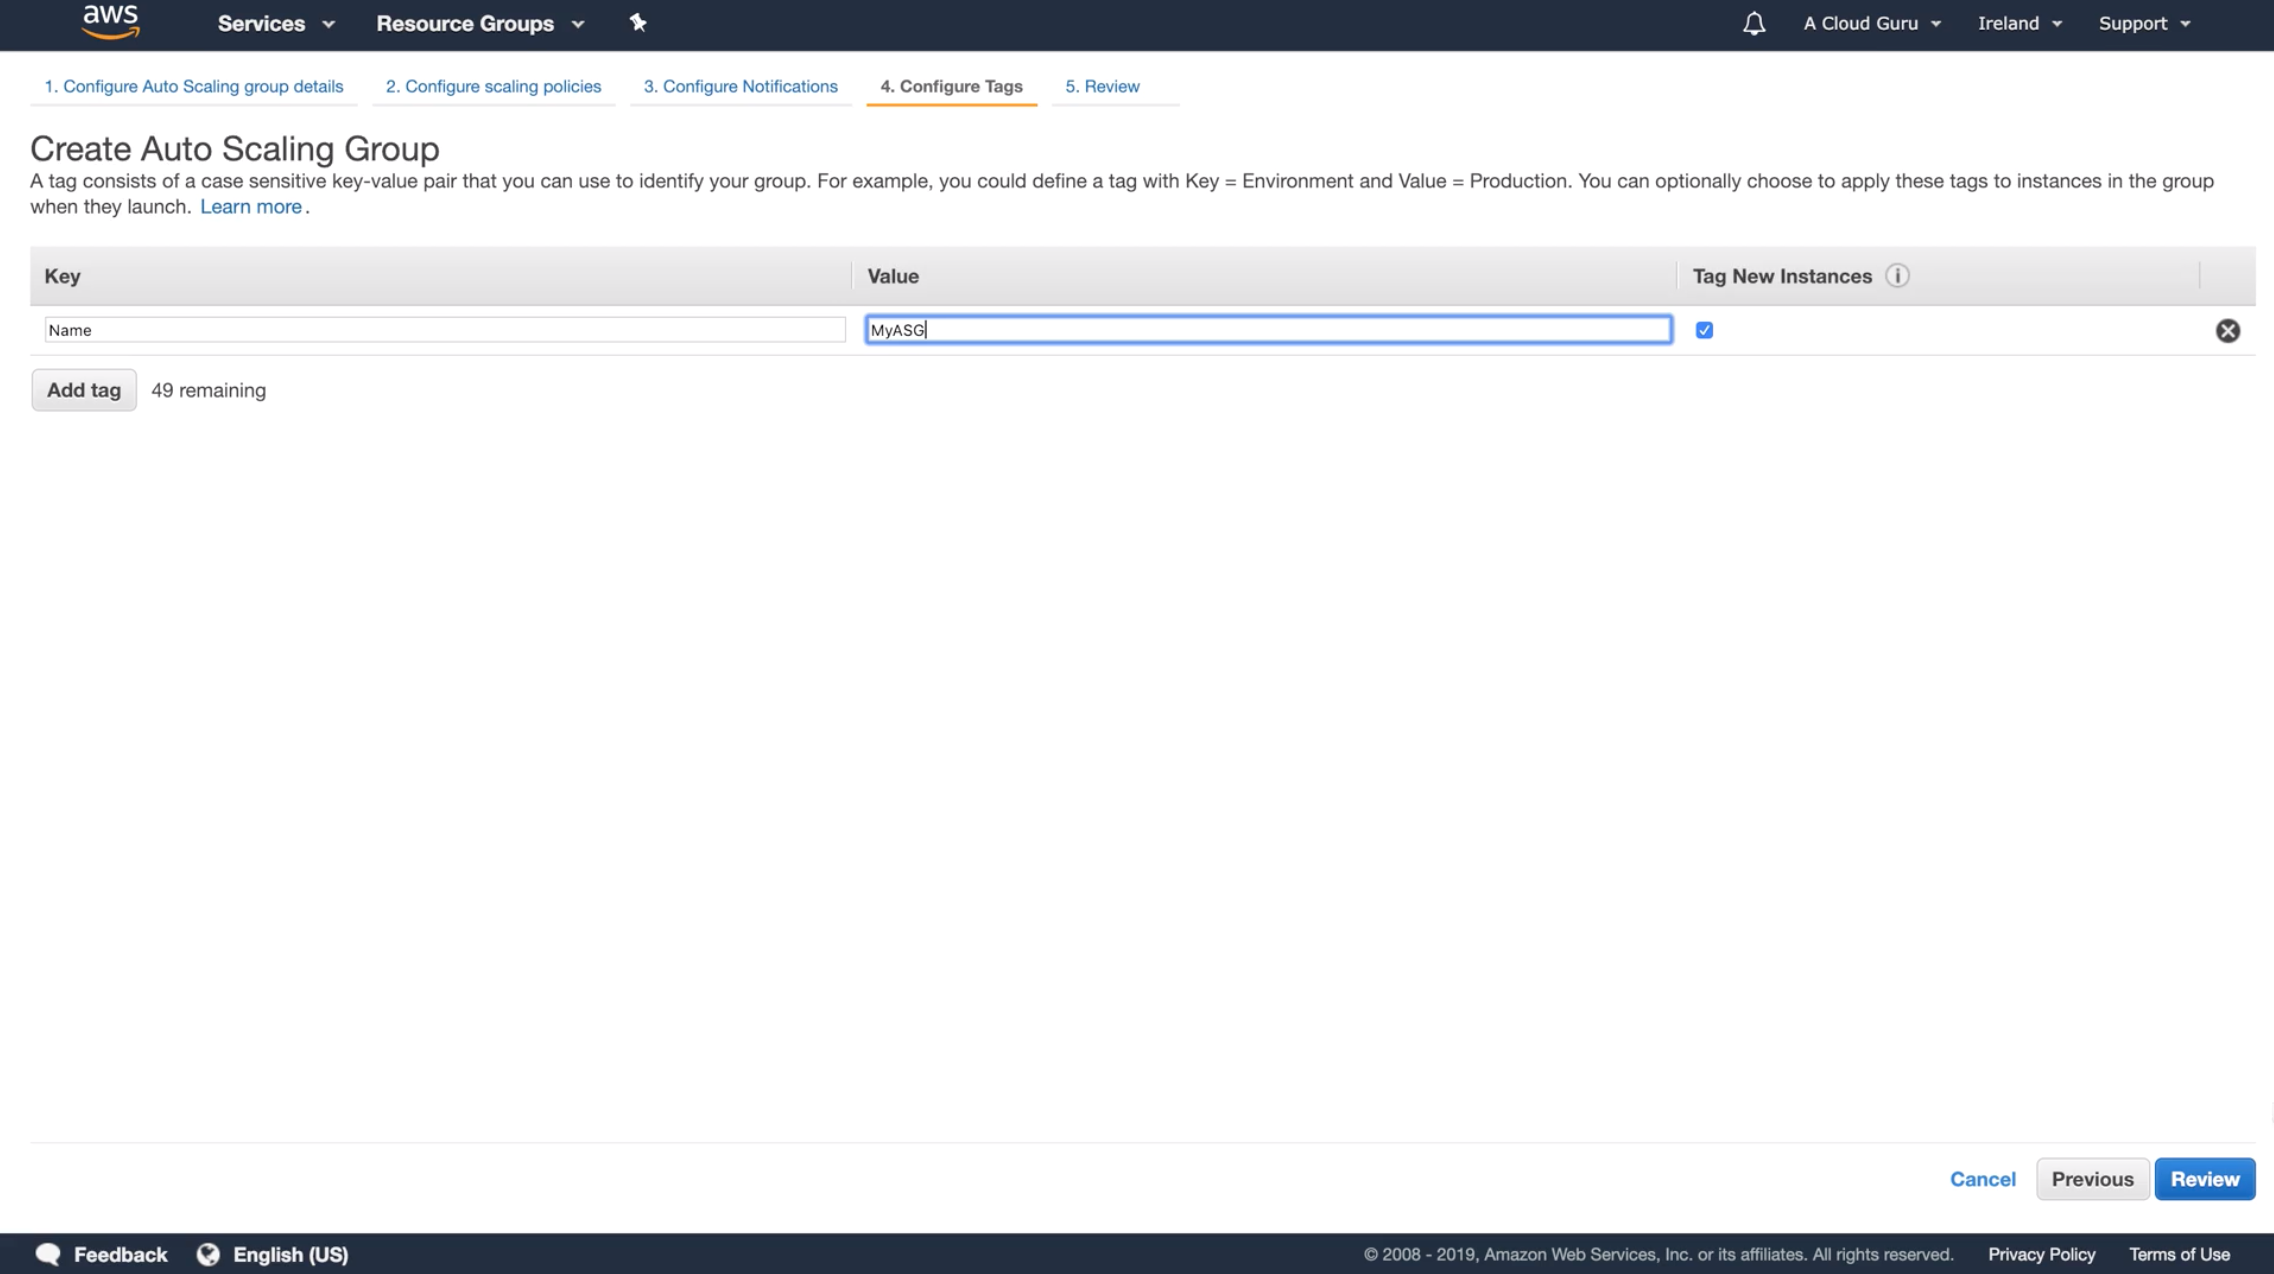 aws Services Resource Groups A Cloud Guru Ireland Support
1. Configure Auto Scaling group details 2. Configure scaling policies 3. Configure Notifications 4. Configure Tags 5. Review
Create Auto Scaling Group
A tag consists of a case sensitive key-value pair that you can use to identify your group. For example, you could define a tag with Key = Environment and Value = Production. You can optionally choose to apply these tags to instances in the group
when they launch. Learn more.
Key Value Tag New Instances i
Name MyASG
Add tag 49 remaining
Cancel Previous Review
Feedback English (US) © 2008 - 2019, Amazon Web Services, Inc. or its affiliates. All rights reserved. Privacy Policy Terms of Use